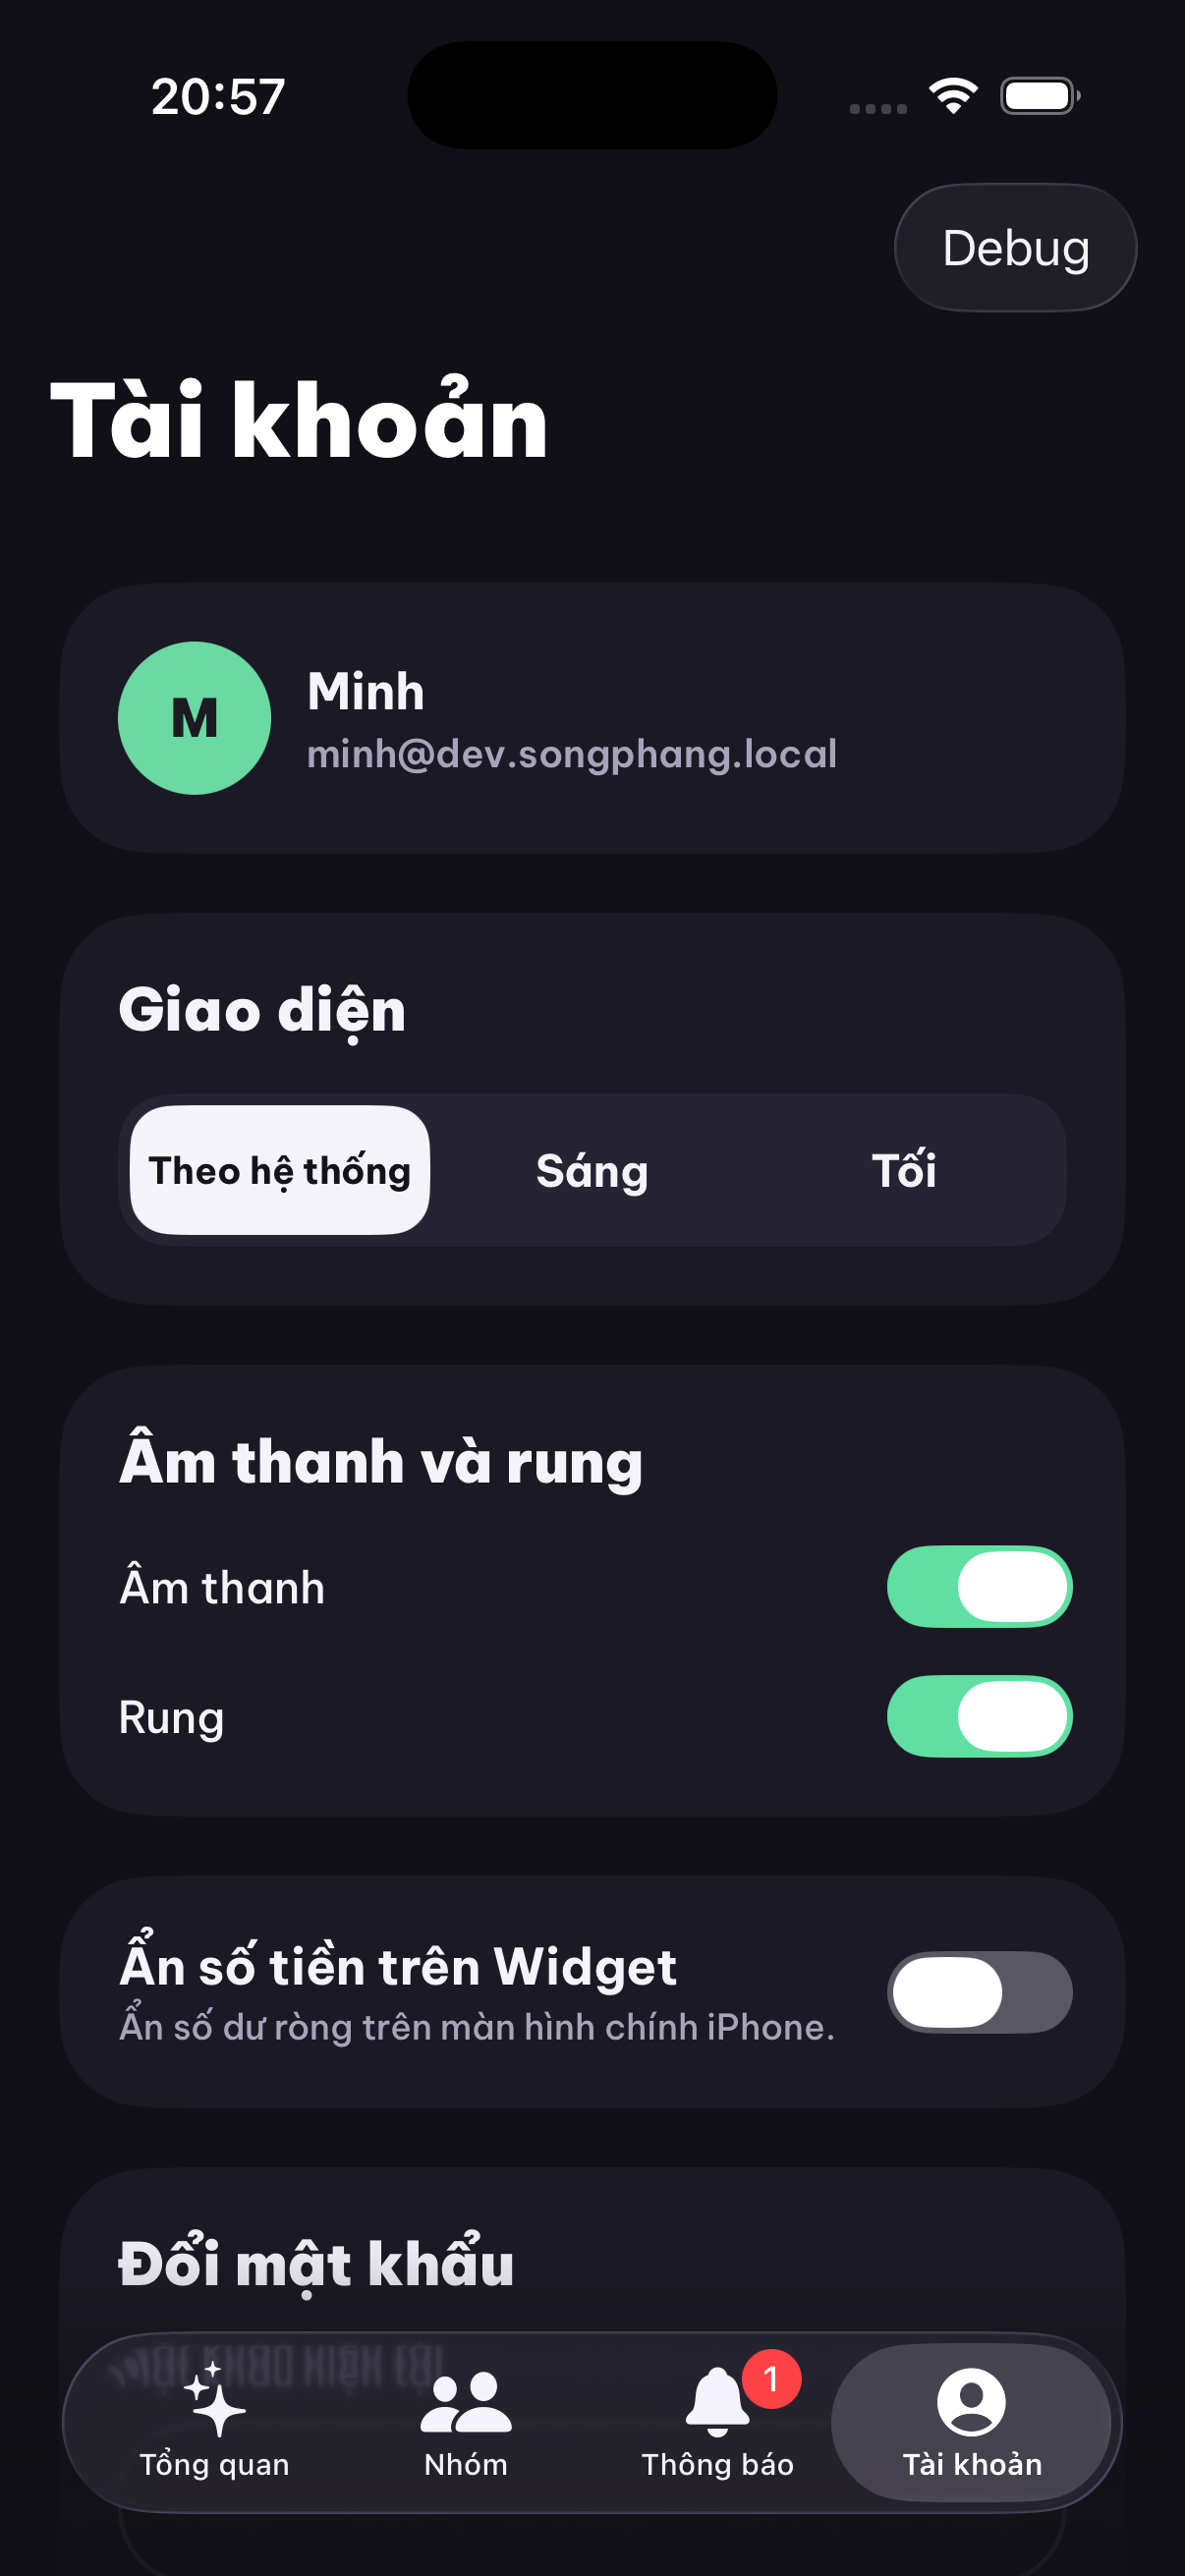 20:57
Debug
Tài khoản
M
Minh
minh@dev.songphang.local
Giao diện
Theo hệ thống
Sáng
Tối
Âm thanh và rung
Âm thanh
Rung
Ẩn số tiền trên Widget
Ẩn số dư ròng trên màn hình chính iPhone.
Đổi mật khẩu
1
Tổng quan
Nhóm
Thông báo
Tài khoản